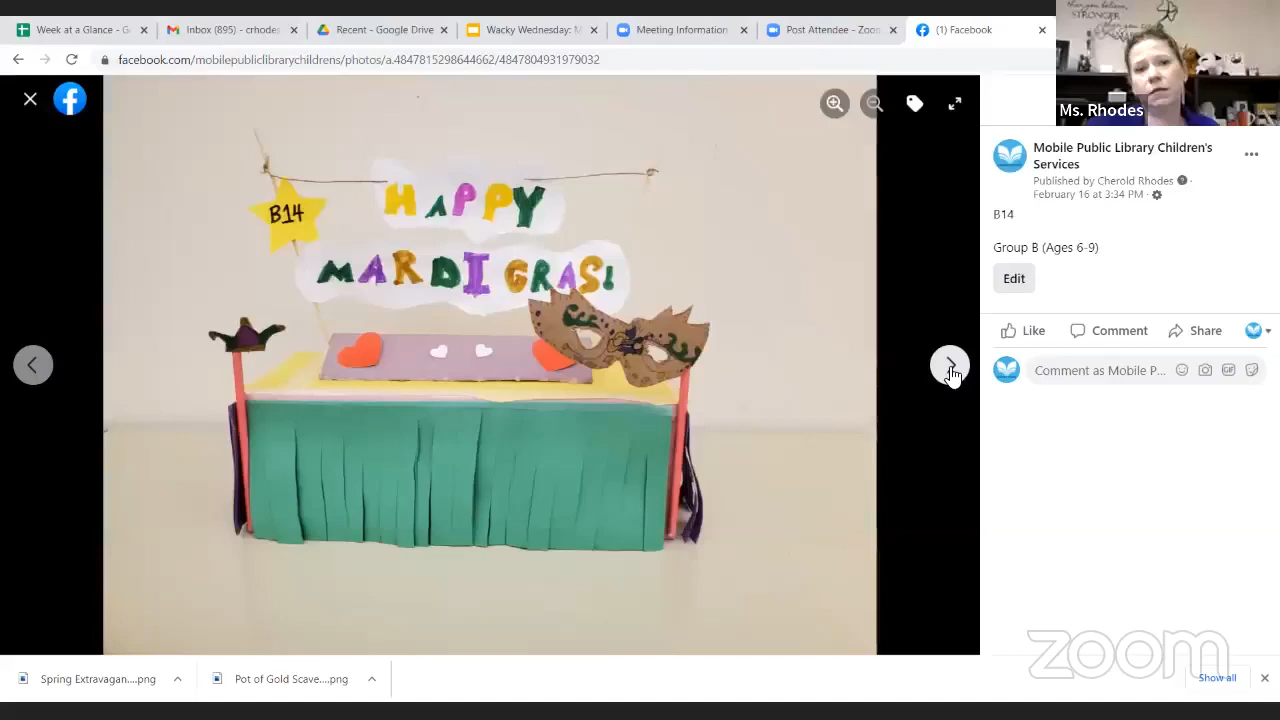 Week at a Glance - G
Inbox (895) - crhodes
Recent - Google Drive
Wacky Wednesday: M
Meeting Information
Post Attendee - Zoom
(1) Facebook
facebook.com/mobilepubliclibrarychildrens/photos/a.4847815298644662/4847804931979032
STRONGER
Ms. Rhodes
B14
HAPPY
MARDI GRAS!
Mobile Public Library Children's
Services
Published by Cherold Rhodes
February 16 at 3:34 PM ·
B14
Group B (Ages 6-9)
Edit
Like
Comment
Share
Comment as Mobile P...
GIF
zoom
Spring Extravagan....png
Pot of Gold Scave....png
Show all